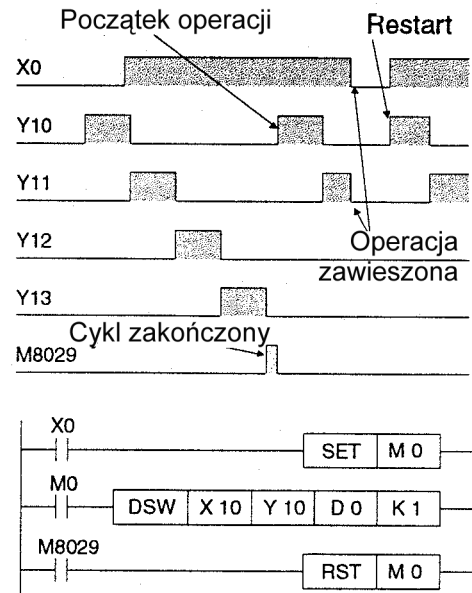 Początek operacji
Restart
X0
Y10
Y11
Y12
Operacja
zawieszona
Y13
Cykl zakończony
M8029
X0
SET M 0
M0
DSW X 10 Y 10 D 0 K 1
M8029
RST M 0